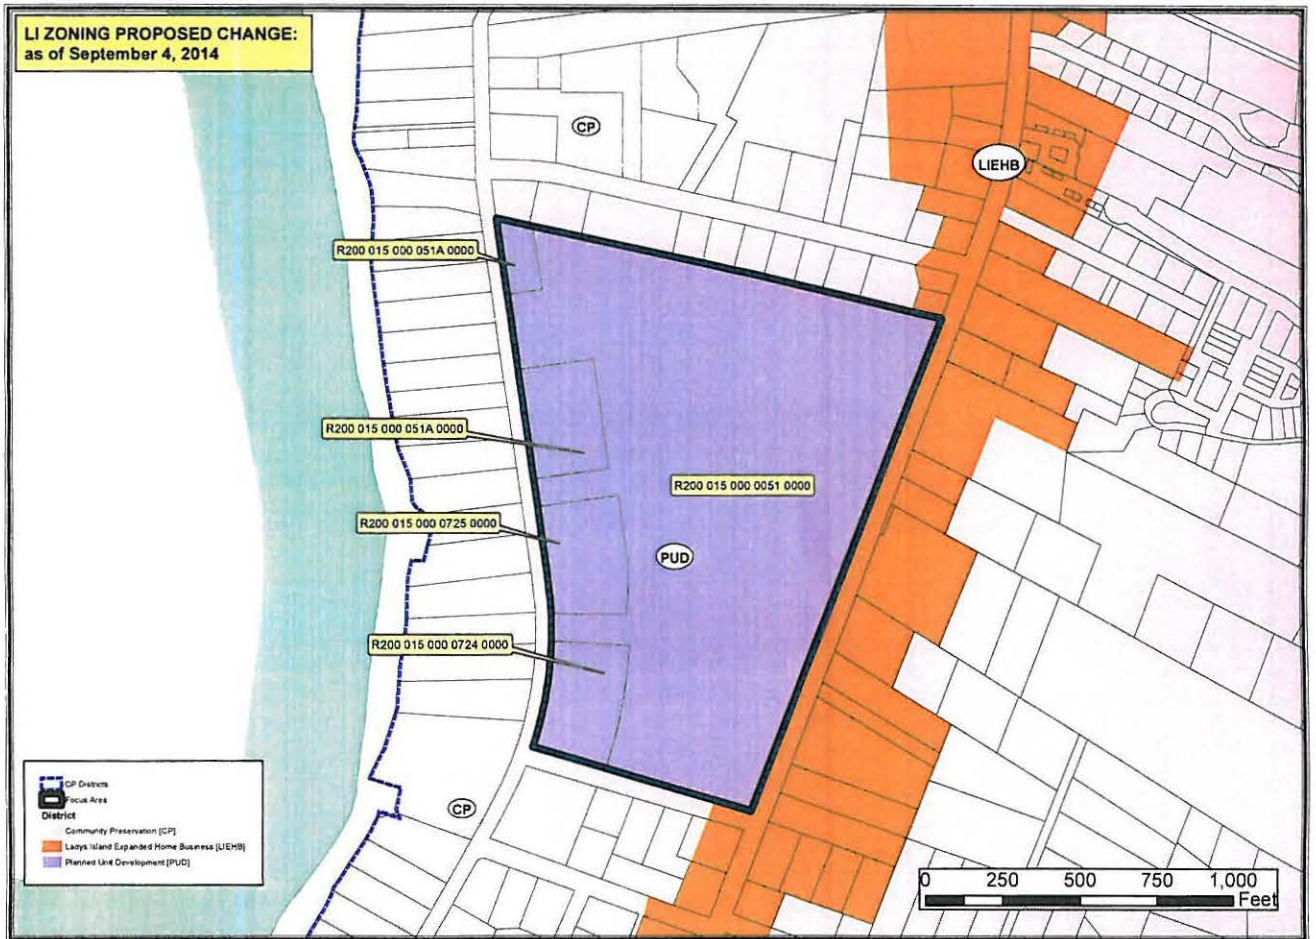 LI ZONING PROPOSED CHANGE:
as of September 4, 2014
CP
LIEHB
R200 015 000 051A 0000
R200 015 000 051A 0000
R200 015 000 0051 0000
R200 015 000 0725 0000
PUD
R200 015 000 0724 0000
CP
CP Districts
Focus Area
District
Community Preservation [CP]
Ladys Island Expanded Home Business [LIEHB]
Planned Unit Development [PUD]
0 250 500 750 1,000
Feet